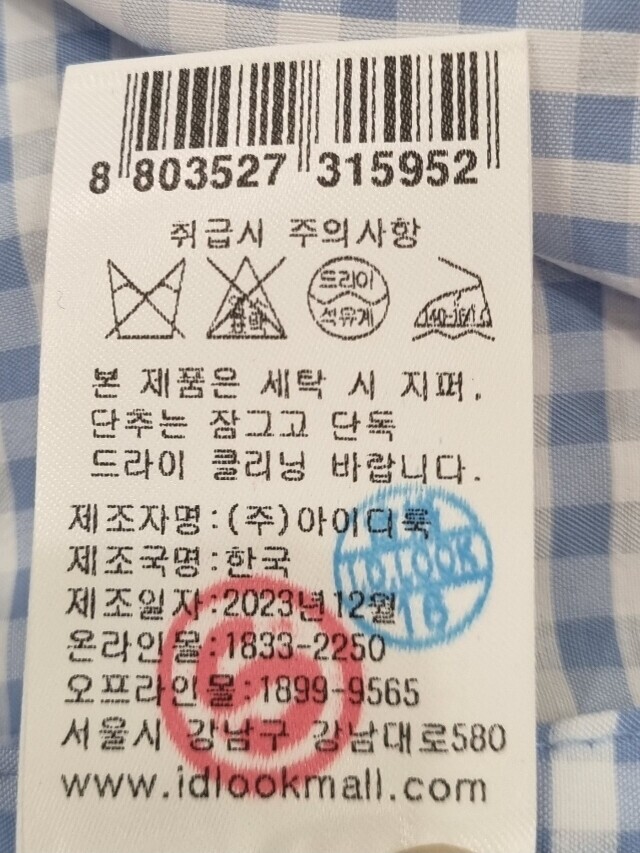 8 803527 315952
취급시 주의사항
드라이
석유계
본 제품은 세탁 시 지퍼,
단추는 잠그고 단독
드라이 클리닝 바랍니다.
제조자명:(주)아이디룩
제조국명:한국
제조일자:2023년12월
온라인몰:1833-2250
오프라인몰:1899-9565
서울시 강남구 강남대로580
www.idlookmall.com
I.D.LOOK
16